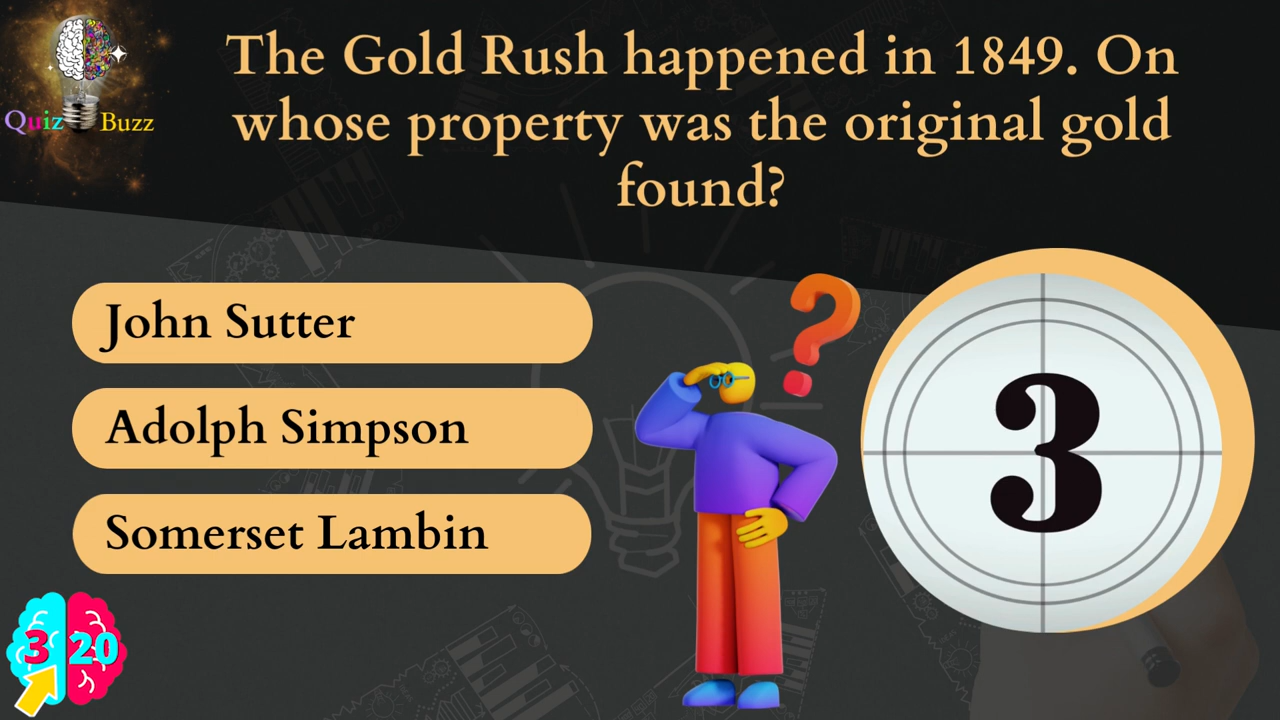 Quiz Buzz
The Gold Rush happened in 1849. On
whose property was the original gold
found?
John Sutter
Adolph Simpson
Somerset Lambin
3
3 20